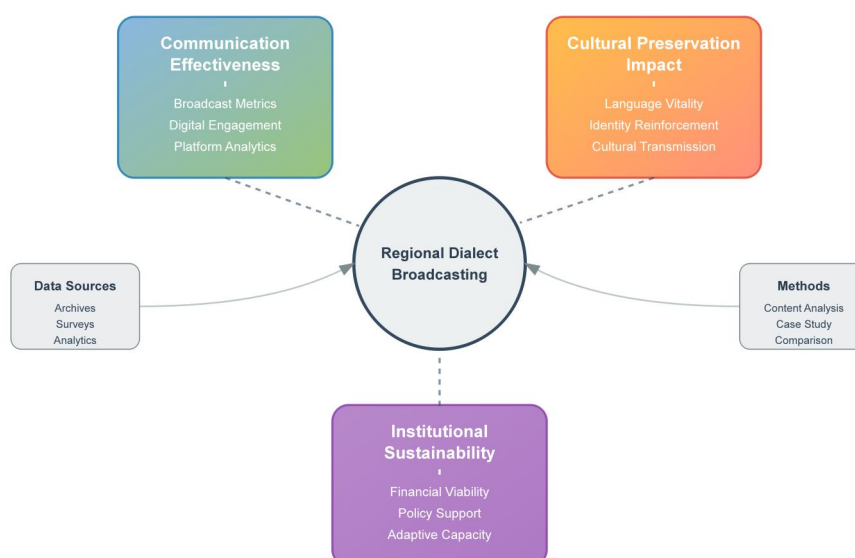 Communication
Effectiveness
Broadcast Metrics
Digital Engagement
Platform Analytics
Cultural Preservation
Impact
Language Vitality
Identity Reinforcement
Cultural Transmission
Regional Dialect
Broadcasting
Data Sources
Archives
Surveys
Analytics
Methods
Content Analysis
Case Study
Comparison
Institutional
Sustainability
Financial Viability
Policy Support
Adaptive Capacity